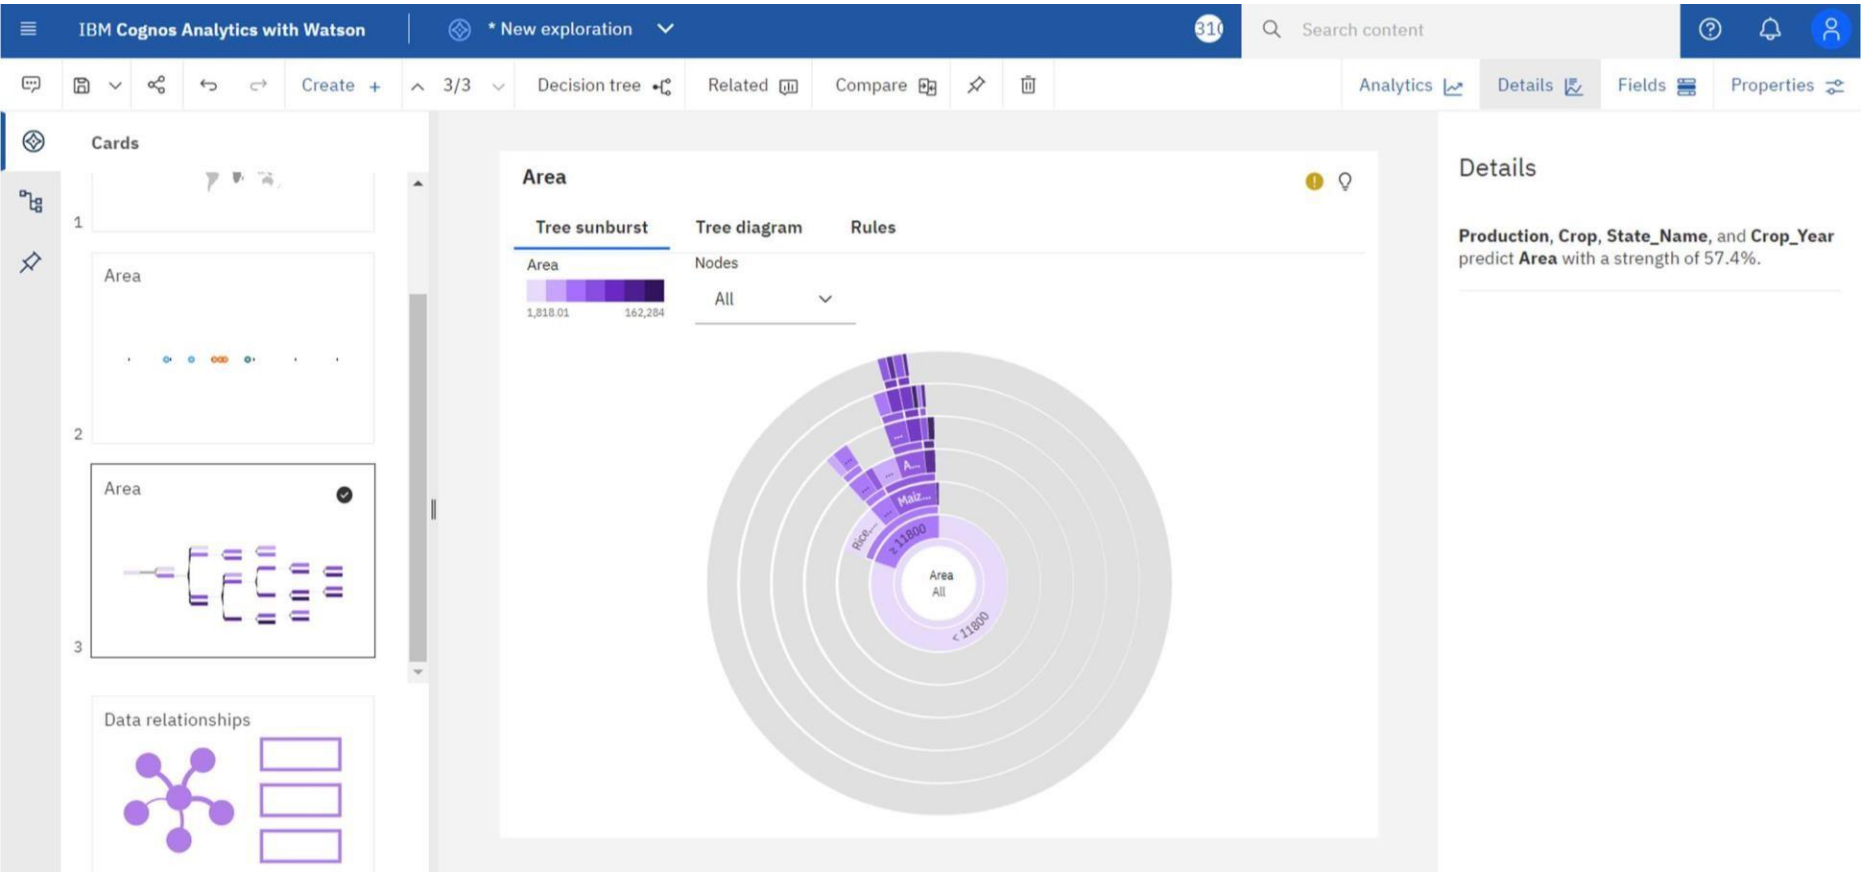 IBM Cognos Analytics with Watson
* New exploration
310
Search content
Create +
3/3
Decision tree
Related
Compare
Analytics
Details
Fields
Properties
Cards
1
Area
2
Area
3
Data relationships
Area
Tree sunburst
Tree diagram
Rules
Area
1,818.01
162,284
Nodes
All
A...
Maiz...
...
Rice,...
≥ 11800
Area
All
< 11800
Details
Production, Crop, State_Name, and Crop_Year
predict Area with a strength of 57.4%.